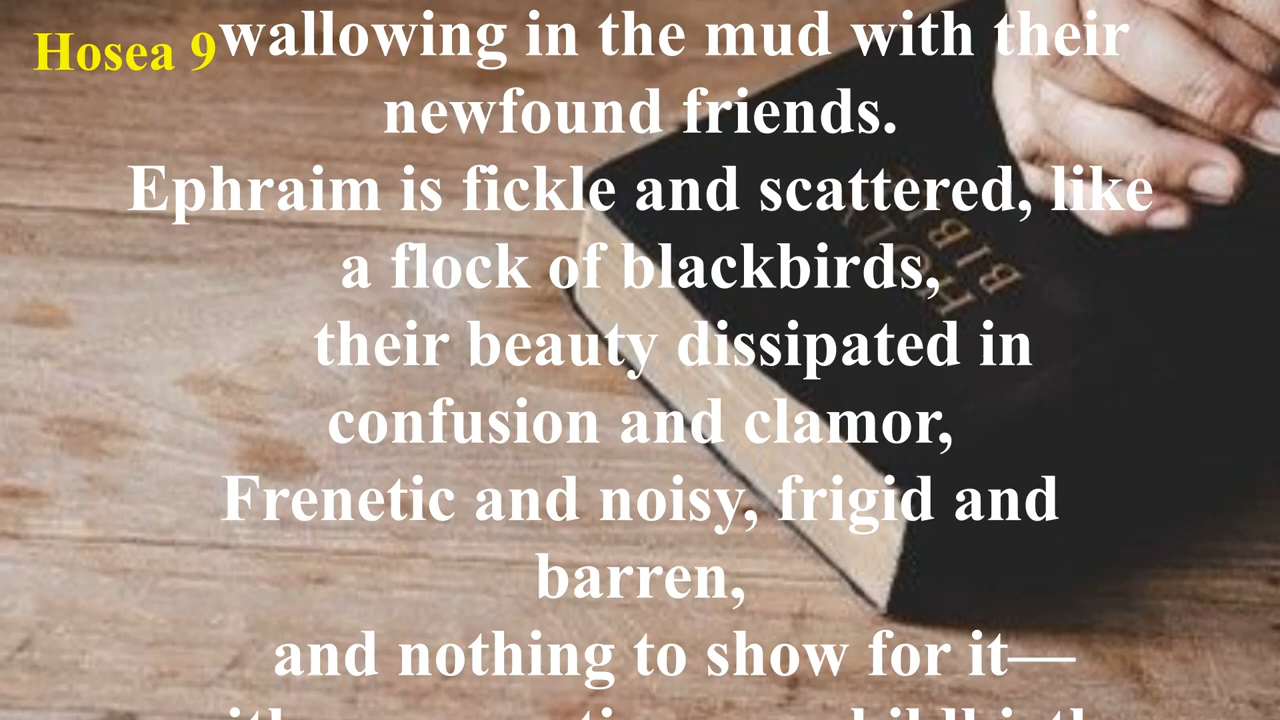 Hosea 9
wallowing in the mud with their
newfound friends.
Ephraim is fickle and scattered, like
a flock of blackbirds,
their beauty dissipated in
confusion and clamor,
Frenetic and noisy, frigid and
barren,
and nothing to show for it—
HOLY
BIBLE